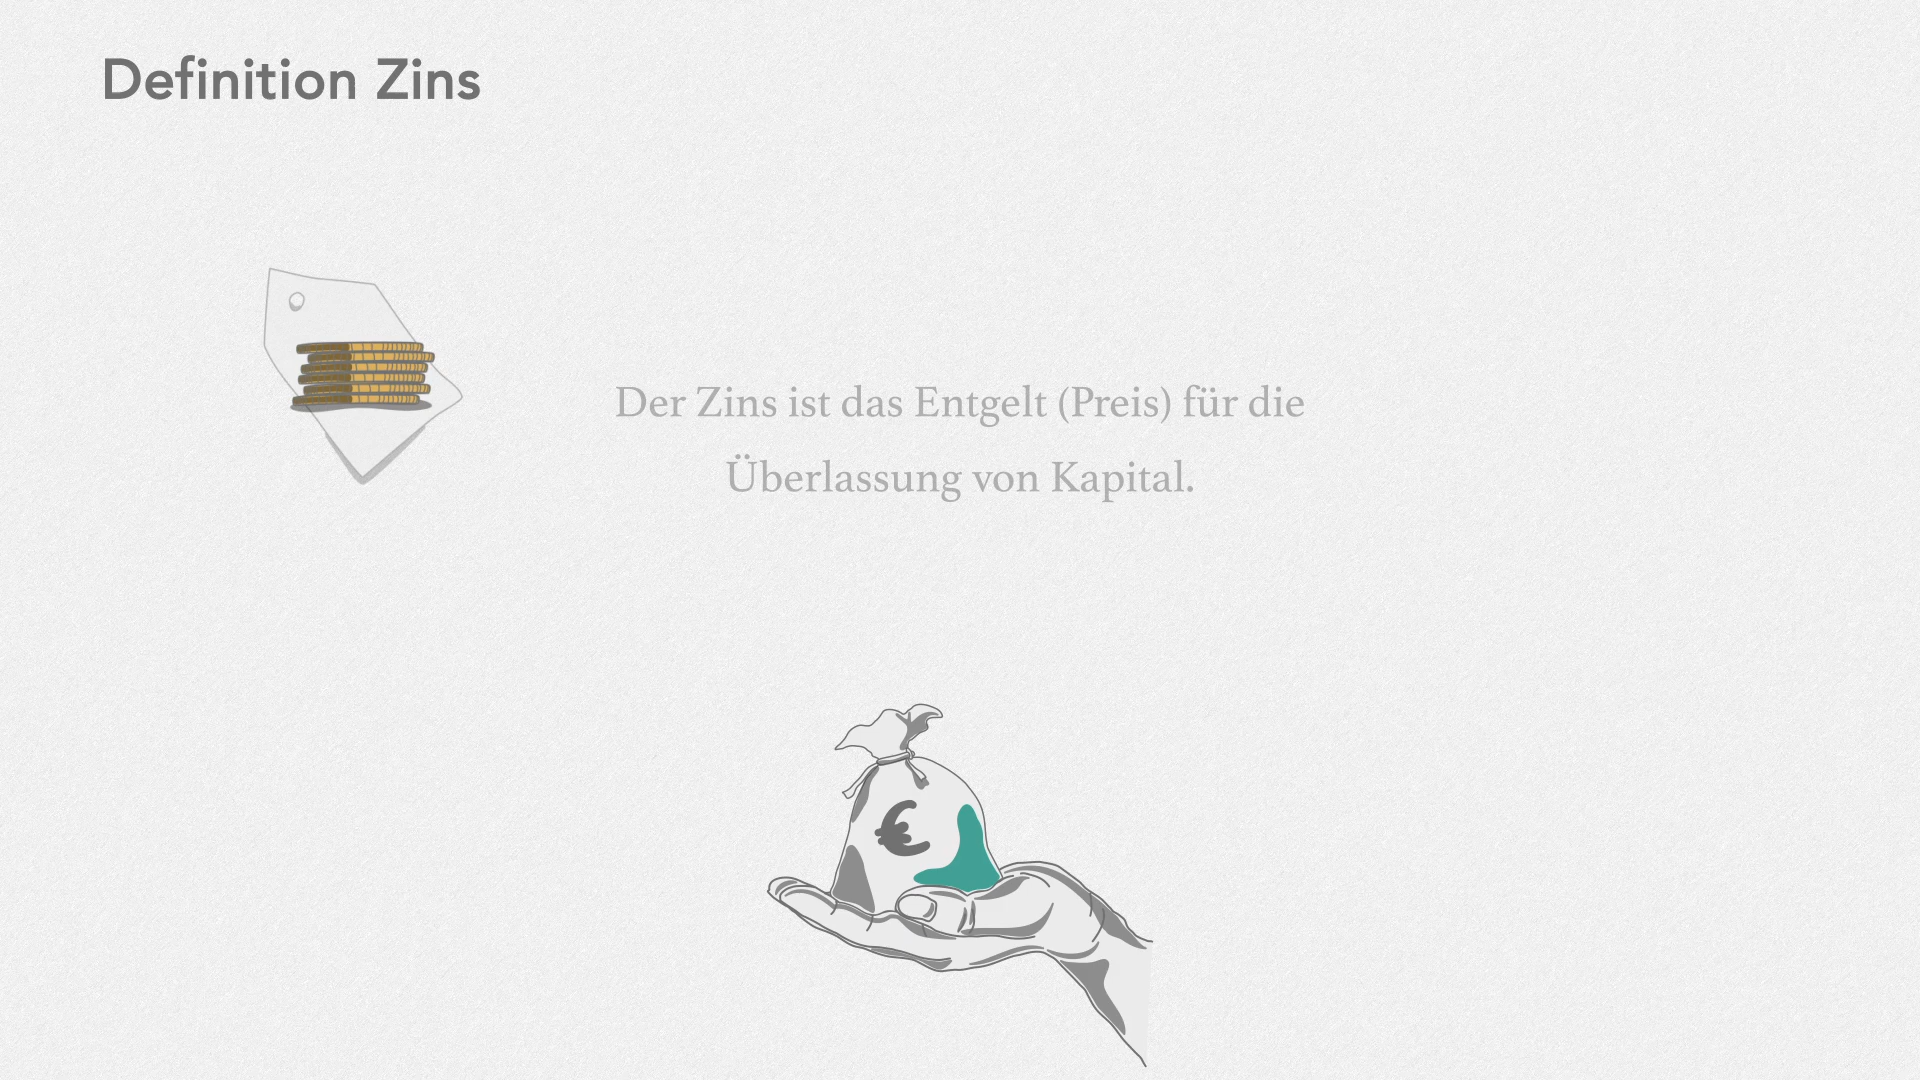 Definition Zins
Der Zins ist das Entgelt (Preis) für die
Überlassung von Kapital.
€